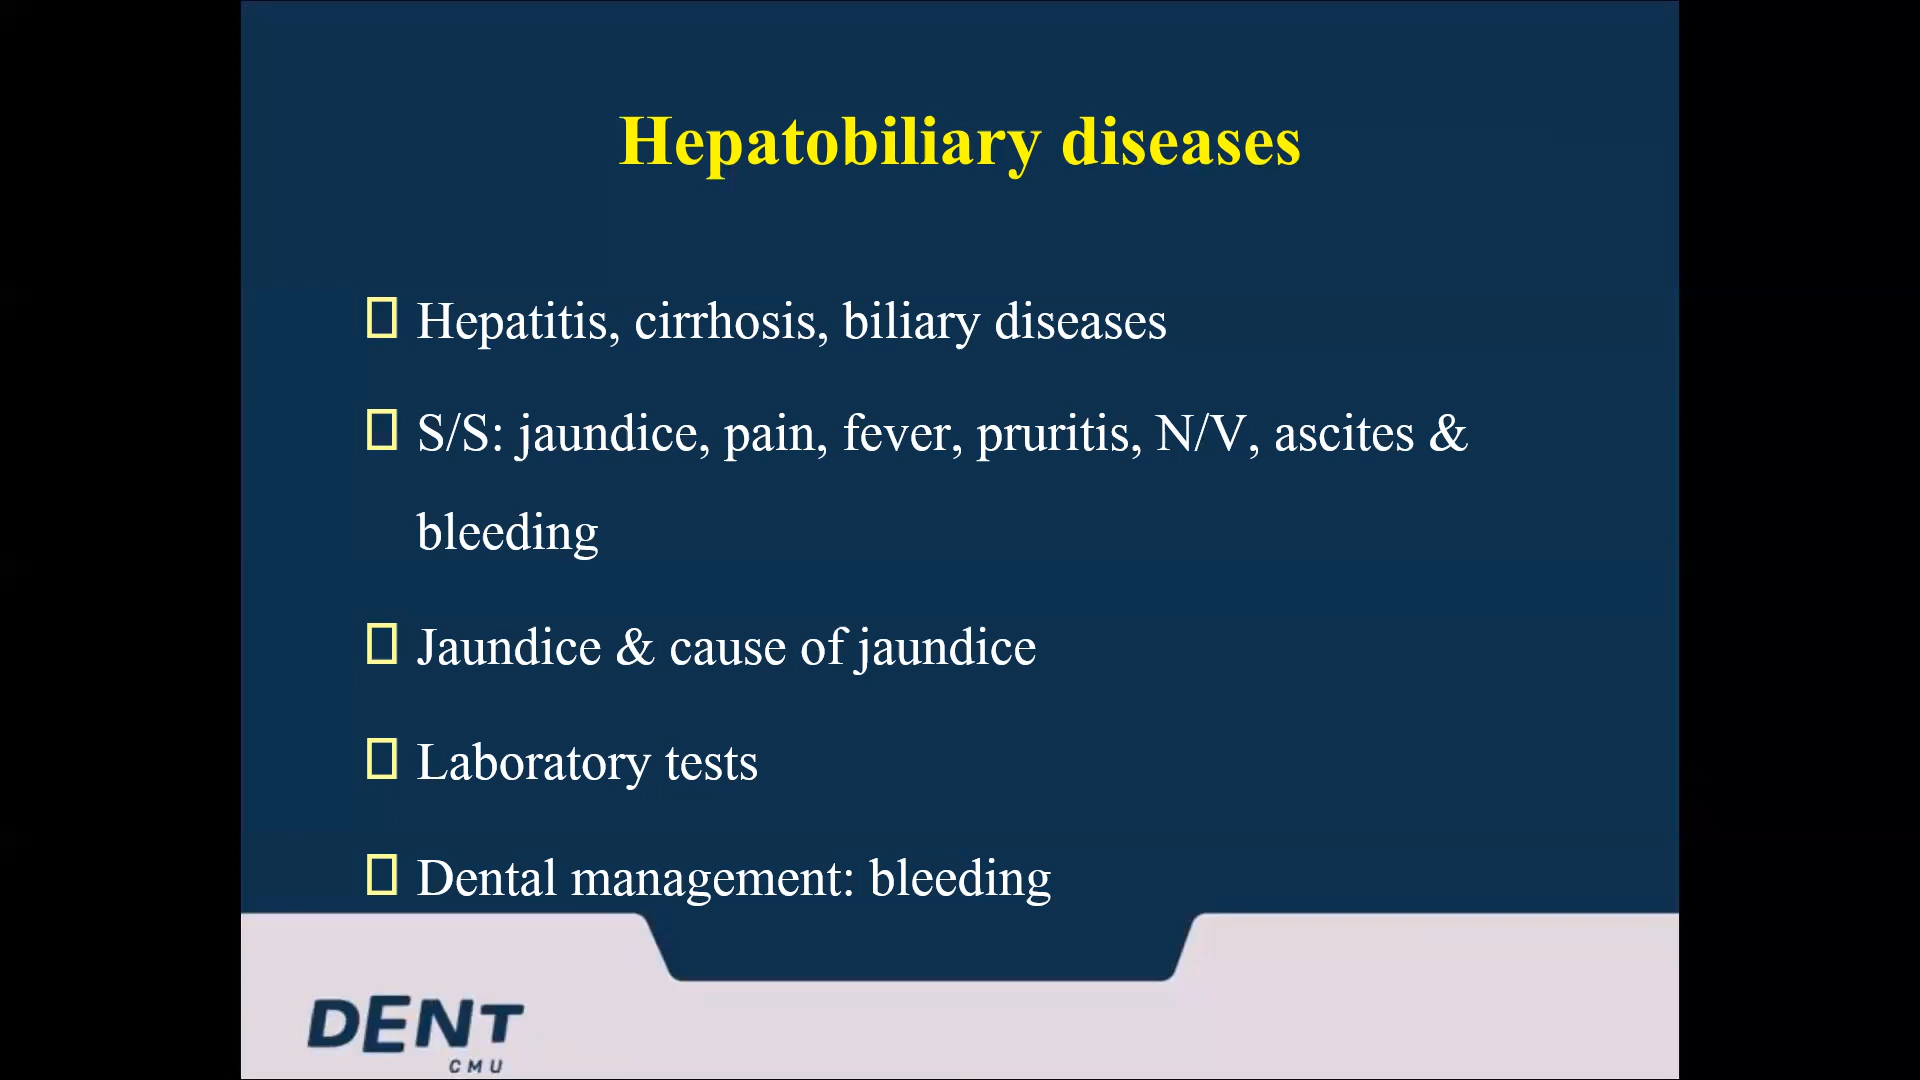 Hepatobiliary diseases
Hepatitis, cirrhosis, biliary diseases
S/S: jaundice, pain, fever, pruritis, N/V, ascites &
bleeding
Jaundice & cause of jaundice
Laboratory tests
Dental management: bleeding
DENT
CMU